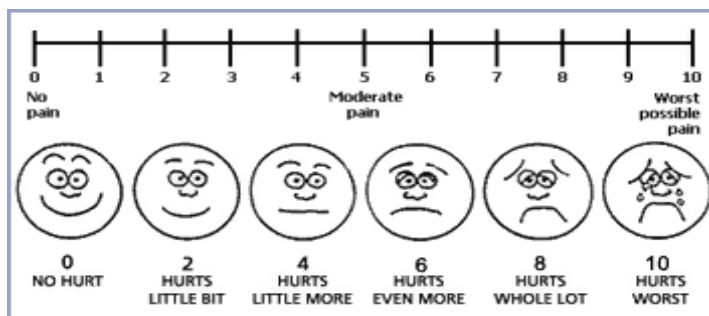 0 1 2 3 4 5 6 7 8 9 10
No Moderate Worst
pain pain possible
pain
0 2 4 6 8 10
NO HURT HURTS HURTS HURTS HURTS HURTS
LITTLE BIT LITTLE MORE EVEN MORE WHOLE LOT WORST